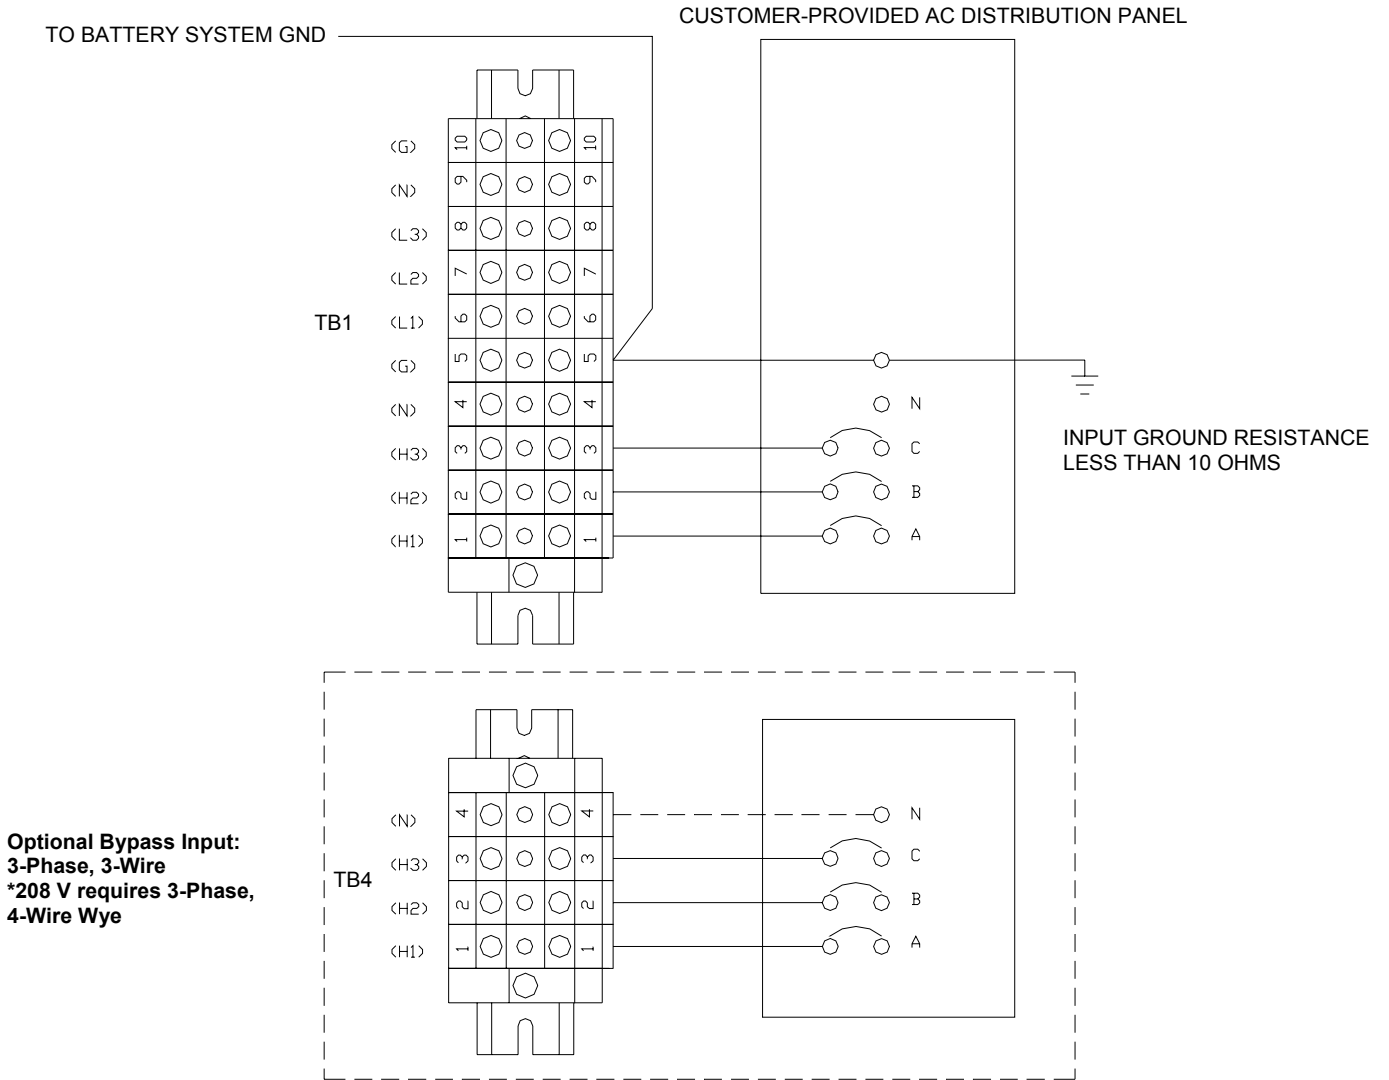 CUSTOMER-PROVIDED AC DISTRIBUTION PANEL
TO BATTERY SYSTEM GND
(G) 10 10
(N) 9 9
(L3) 8 8
(L2) 7 7
TB1 (L1) 6 6
(G) 5 5
(N) 4 4 N
(H3) 3 3 C
(H2) 2 2 B
(H1) 1 1 A
INPUT GROUND RESISTANCE
LESS THAN 10 OHMS
Optional Bypass Input:
3-Phase, 3-Wire
*208 V requires 3-Phase,
4-Wire Wye
TB4
(N) 4 4 N
(H3) 3 3 C
(H2) 2 2 B
(H1) 1 1 A